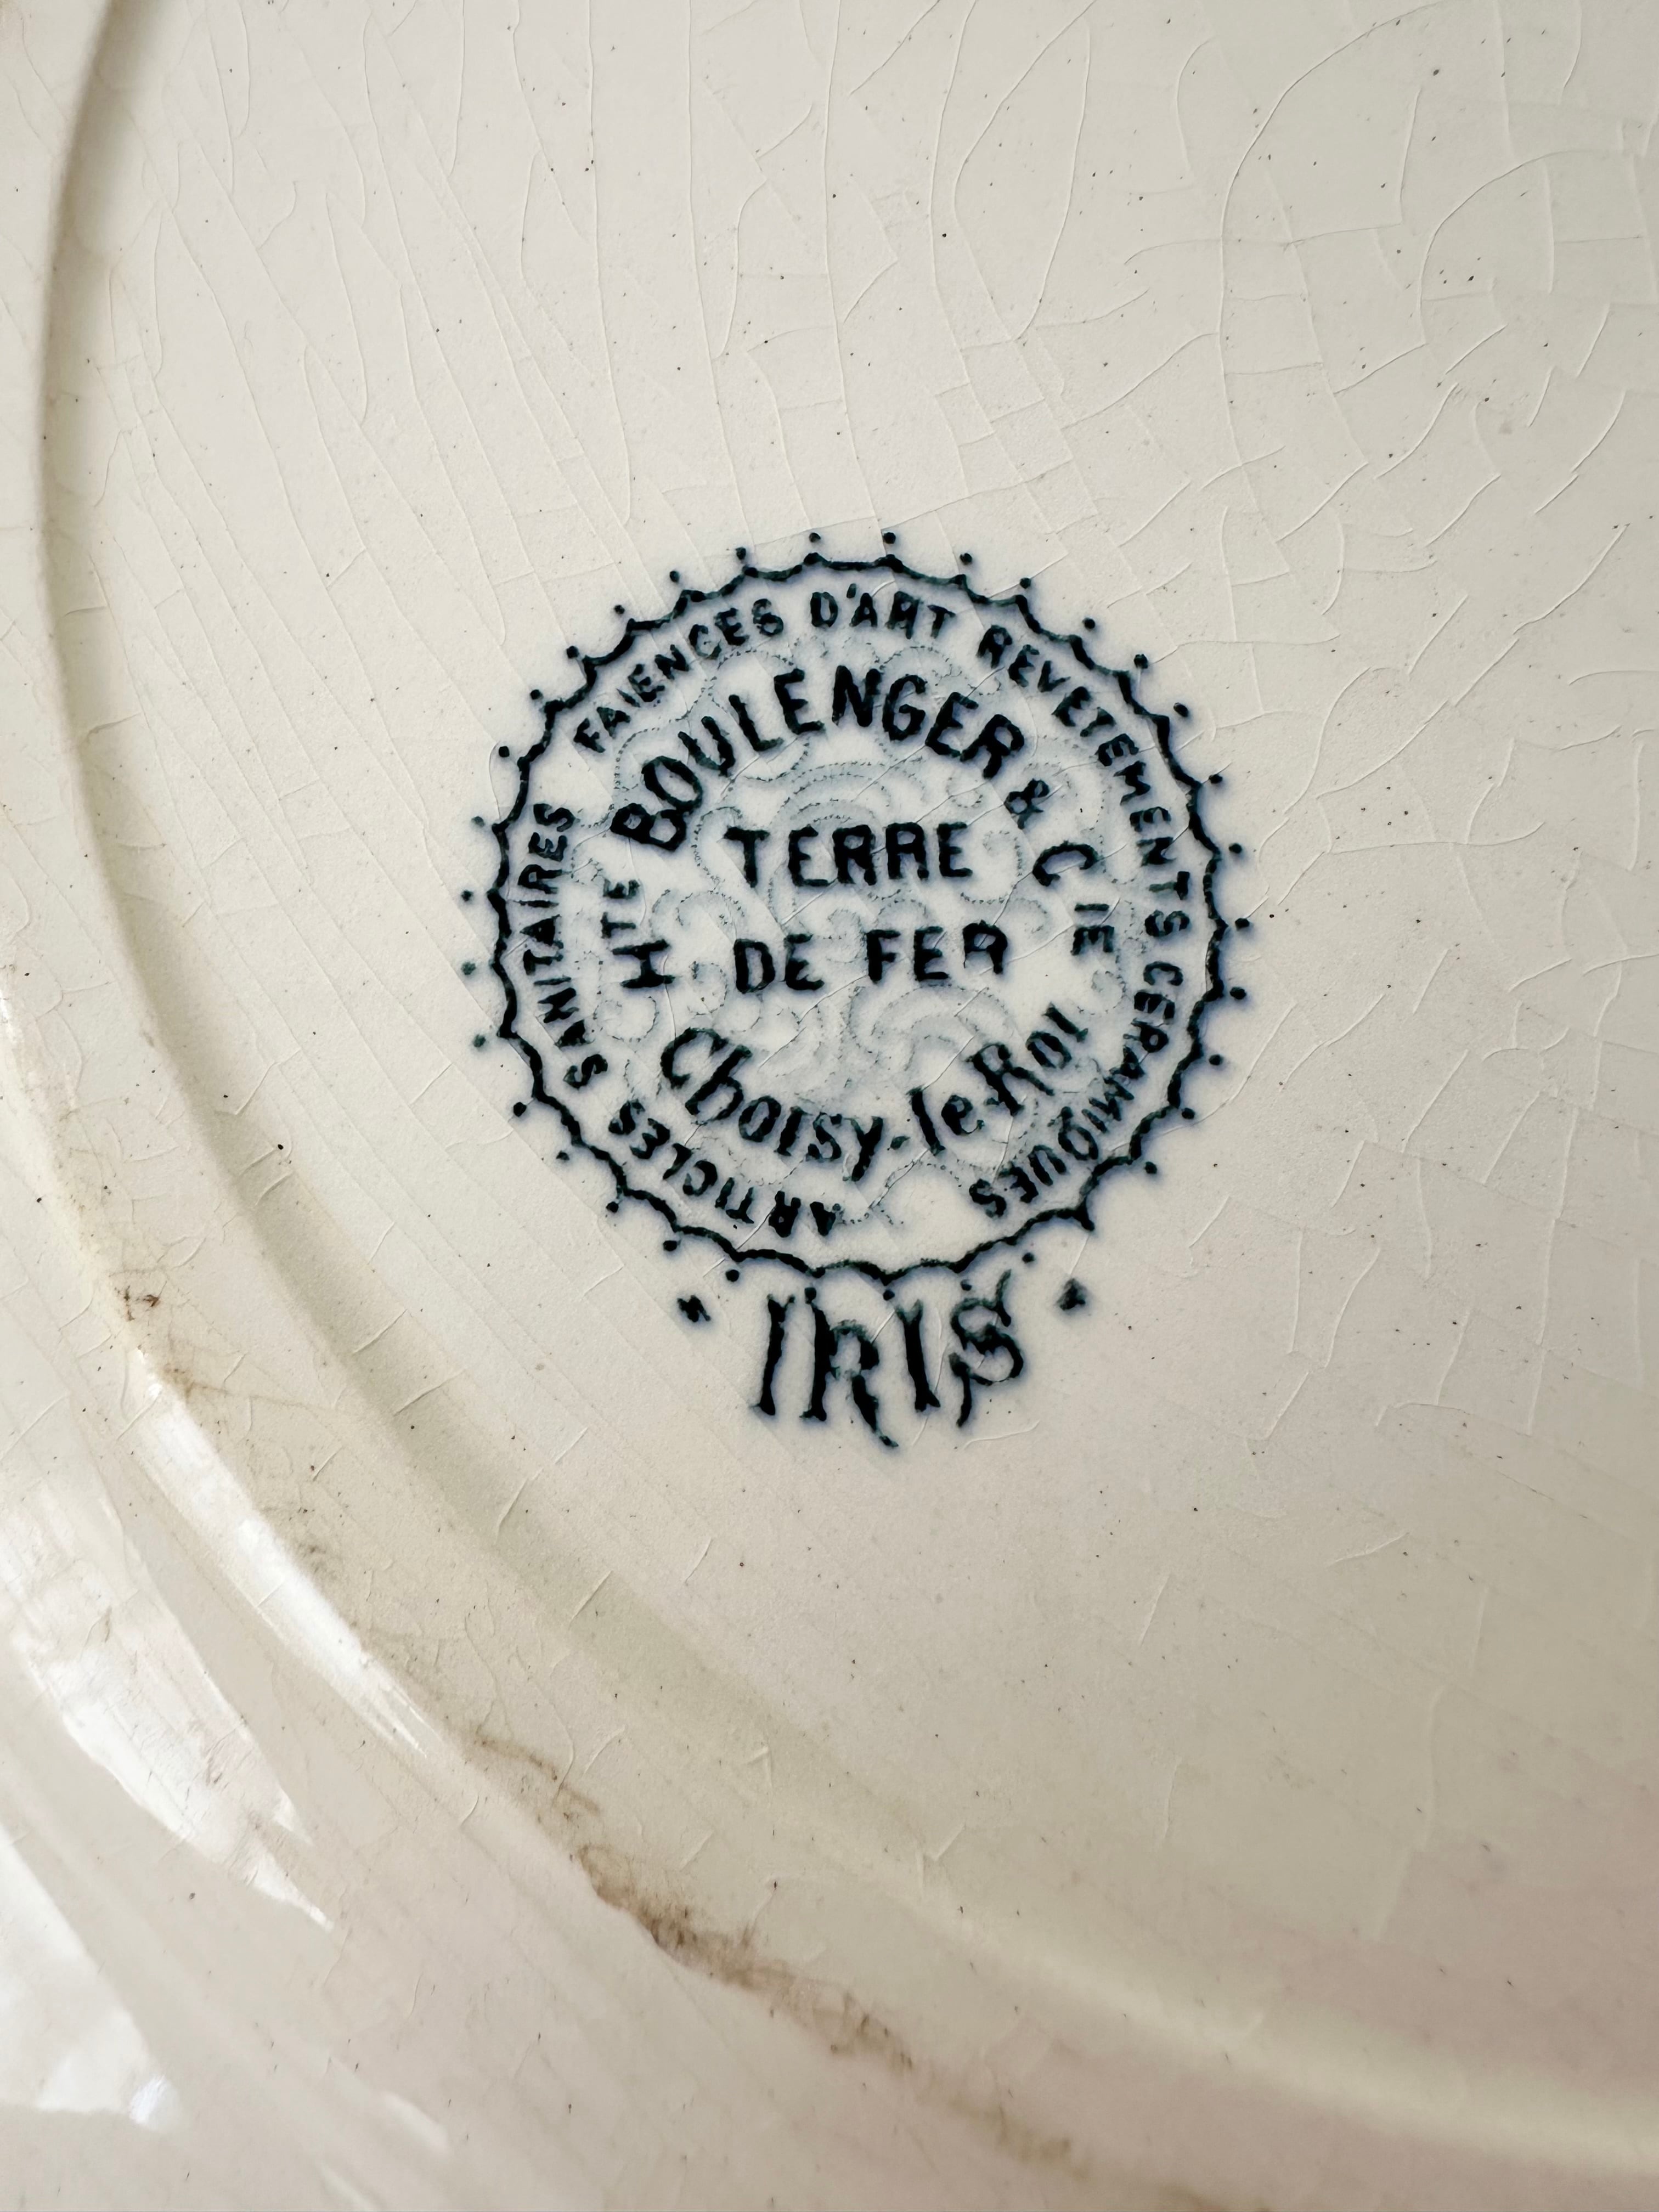 FAIENCES D'ART REVETEMENTS CERAMIQUES
ARTICLES SANITAIRES
HTE BOULENGER & CIE
TERRE
DE FER
Choisy-le-Roi
IRIS